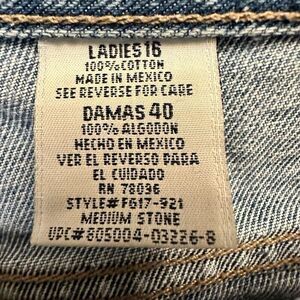 LADIES 16
100% COTTON
MADE IN MEXICO
SEE REVERSE FOR CARE
DAMAS 40
100% ALGODON
HECHO EN MEXICO
VER EL REVERSO PARA
EL CUIDADO
RN 78036
STYLE# F617-921
MEDIUM STONE
UPC# 805004-03226-8